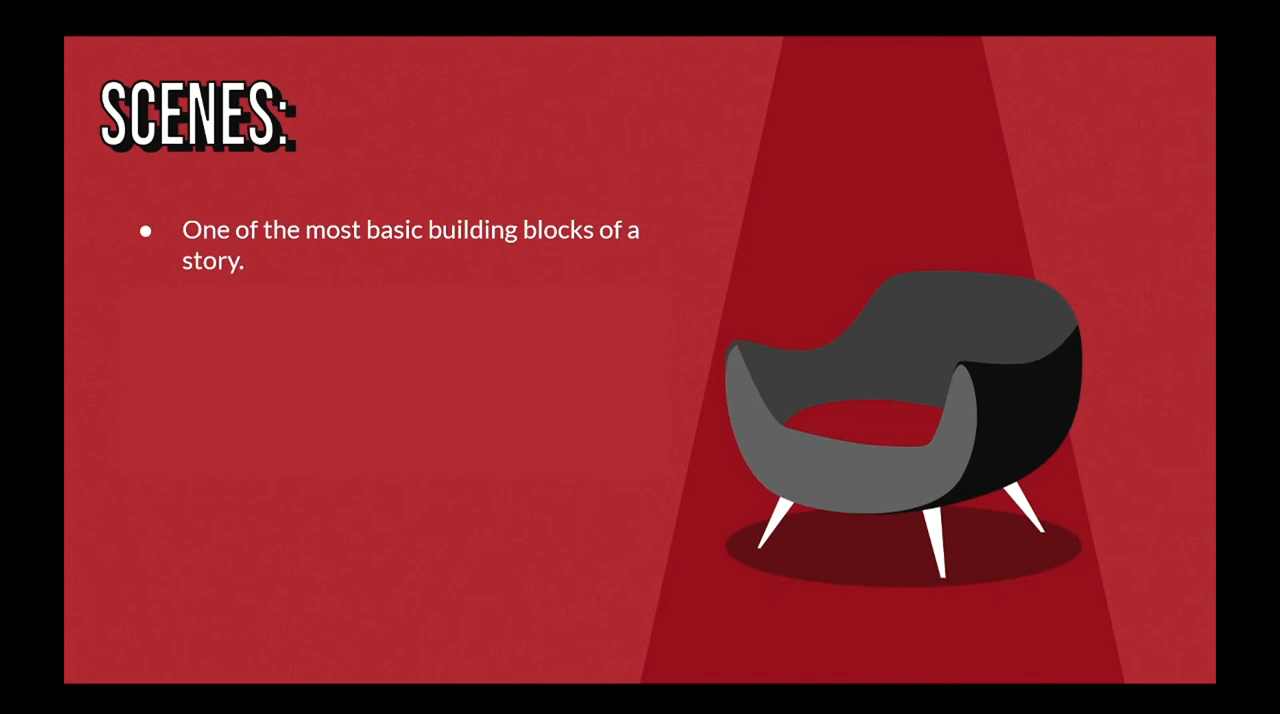 SCENES:
● One of the most basic building blocks of a
story.